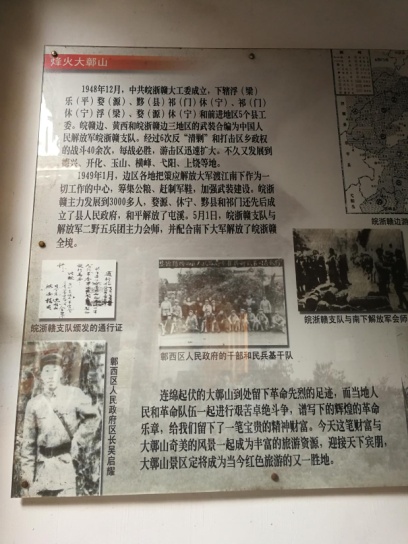 烽火大鄣山
1948年12月，中共皖浙赣大工委成立，下辖浮（梁）
乐（平）婺（源）、黟（县）祁（门）休（宁）、祁（门）
休（宁）浮（梁）、婺（源）休（宁）和前进地区5个县工
委。皖赣边、黄西和皖浙赣边三地区的武装合编为中国人
民解放军皖浙赣支队。经过6次反“清剿”和打击区乡政权
的战斗40余次，每战必胜，游击区迅速扩大。不久又发展到
德兴、开化、玉山、横峰、弋阳、上饶等地。
1949年1月，边区各地把策应解放大军渡江南下作为一
切工作的中心，筹集公粮、赶制军鞋，加强武装建设。皖浙
赣主力发展到3000多人，婺源、休宁、黟县和祁门还先后成
立了县人民政府，和平解放了屯溪。5月1日，皖浙赣支队与
解放军二野五兵团主力会师，并配合南下大军解放了皖浙赣
全境。
皖浙赣边游
皖浙赣支队颁发的通行证
鄣西区人民政府的干部和民兵基干队
皖浙赣支队与南下解放军会师
鄣西区人民政府区长吴启耀
连绵起伏的大鄣山到处留下革命先烈的足迹，而当地人
民和革命队伍一起进行艰苦卓绝斗争，谱写下的辉煌的革命
乐章，给我们留下了一笔宝贵的精神财富。今天这笔财富与
大鄣山奇美的风景一起成为丰富的旅游资源，迎接天下宾朋，
大鄣山景区定将成为当今红色旅游的又一胜地。